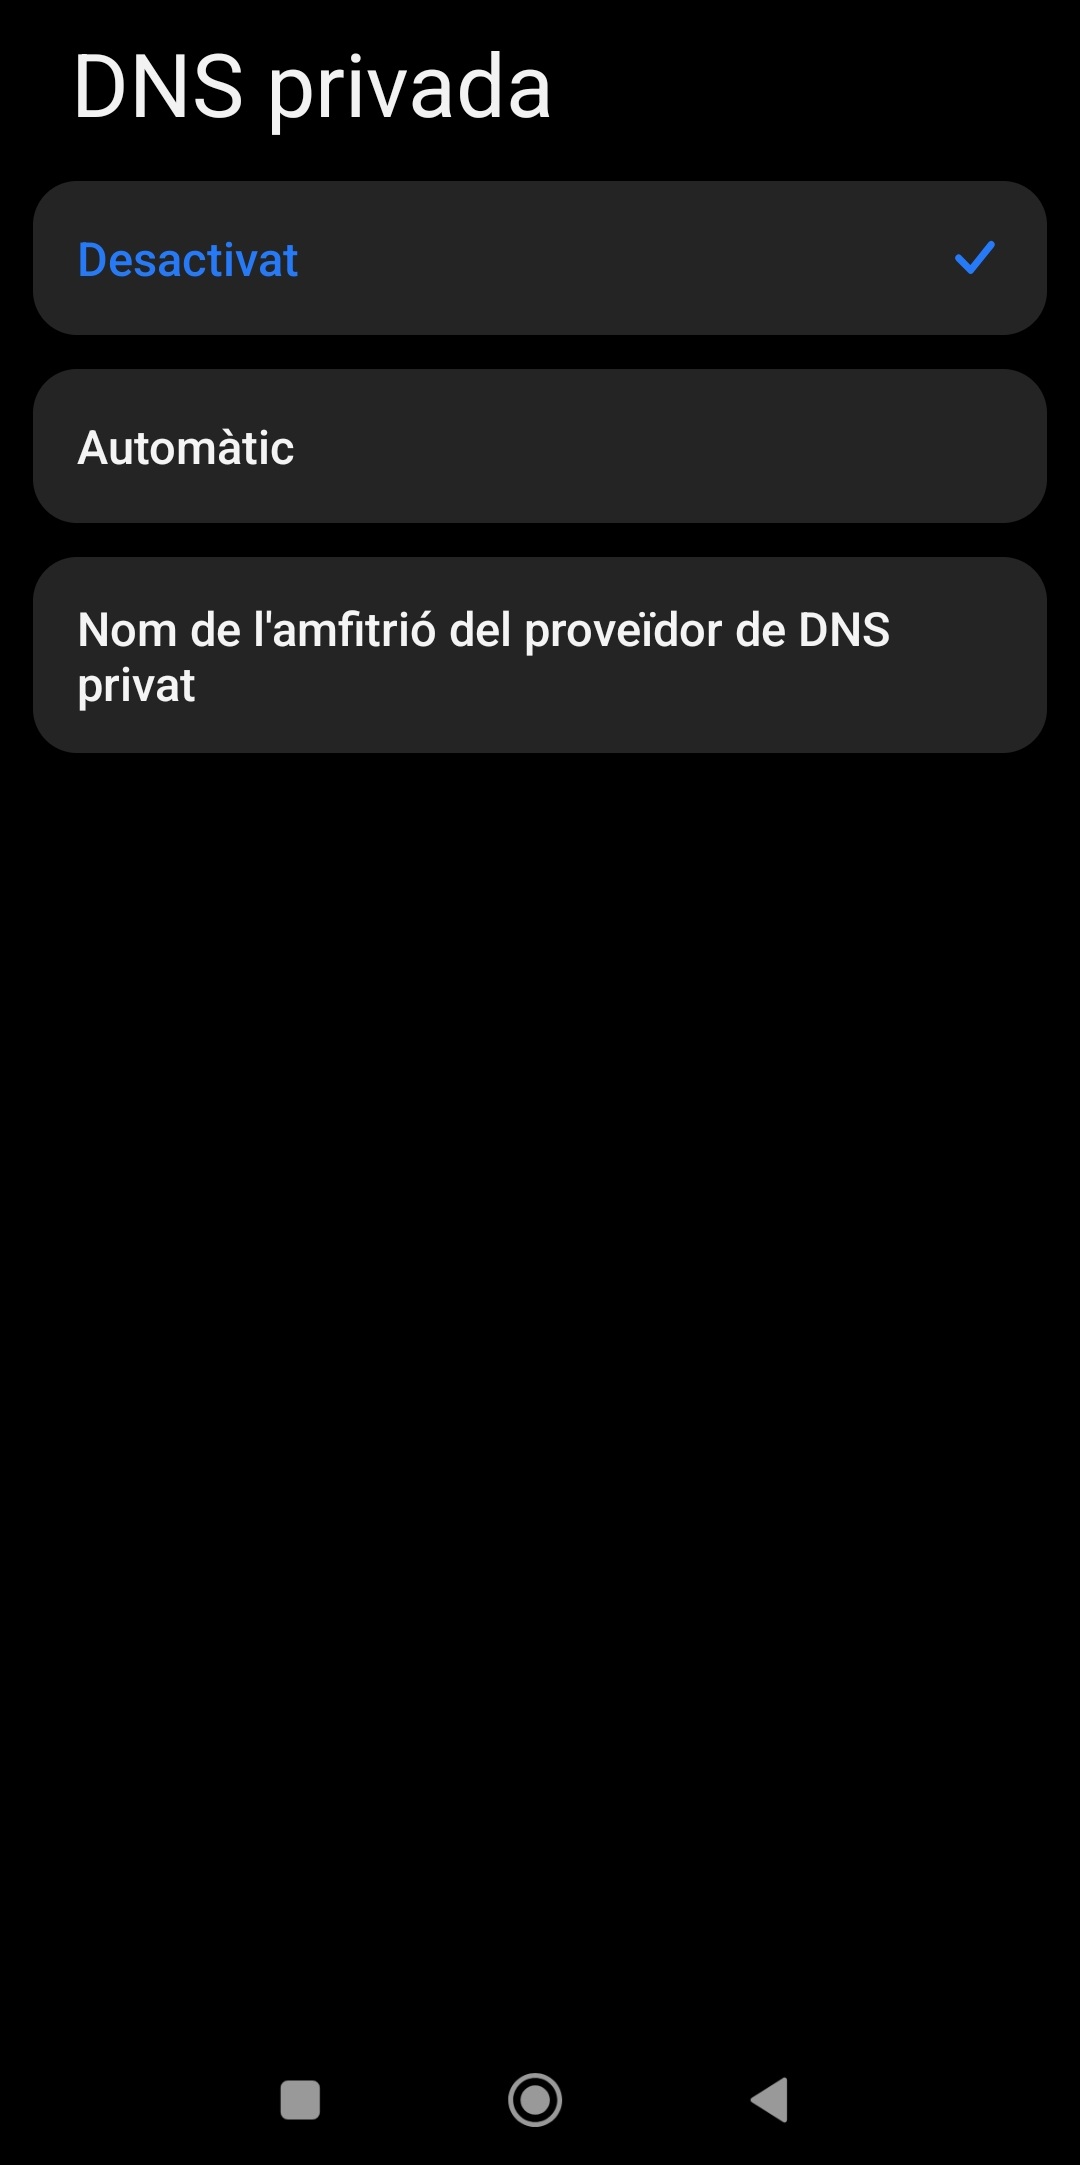 DNS privada
Desactivat
Automàtic
Nom de l'amfitrió del proveïdor de DNS
privat